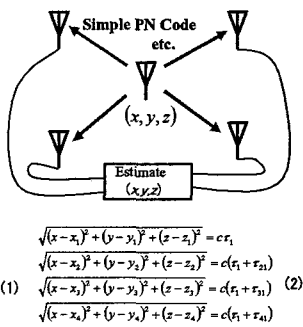 Simple PN Code
etc.
(x, y, z)
Estimate
(x,y,z)
√(x−x₁)² + (y−y₁)² + (z−z₁)² = cτ₁
√(x−x₂)² + (y−y₂)² + (z−z₂)² = c(τ₁+τ₂₁)
(1) √(x−x₃)² + (y−y₃)² + (z−z₃)² = c(τ₁+τ₃₁) (2)
√(x−x₄)² + (y−y₄)² + (z−z₄)² = c(τ₁+τ₄₁)